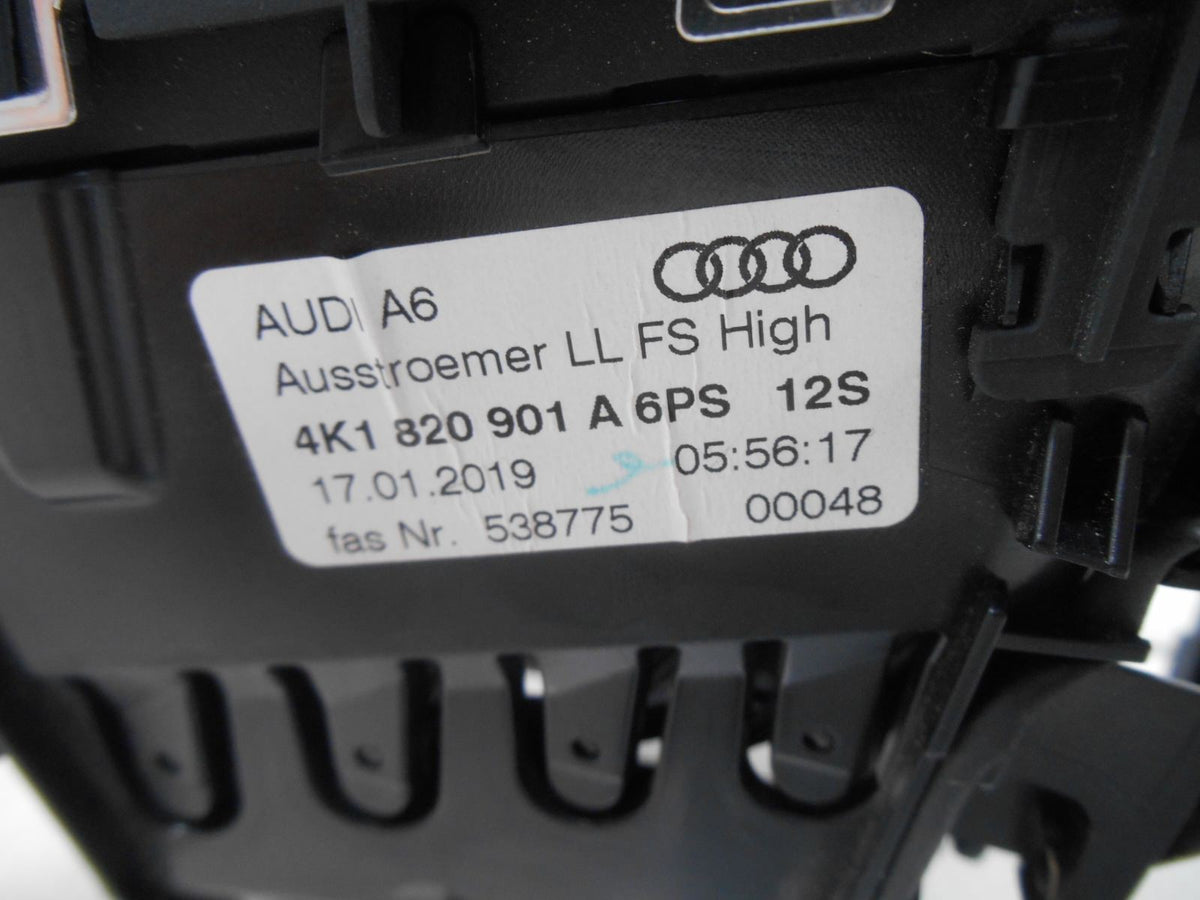 AUDI A6
Ausstroemer LL FS High
4K1 820 901 A 6PS 12S
17.01.2019 05:56:17
fas Nr. 538775 00048